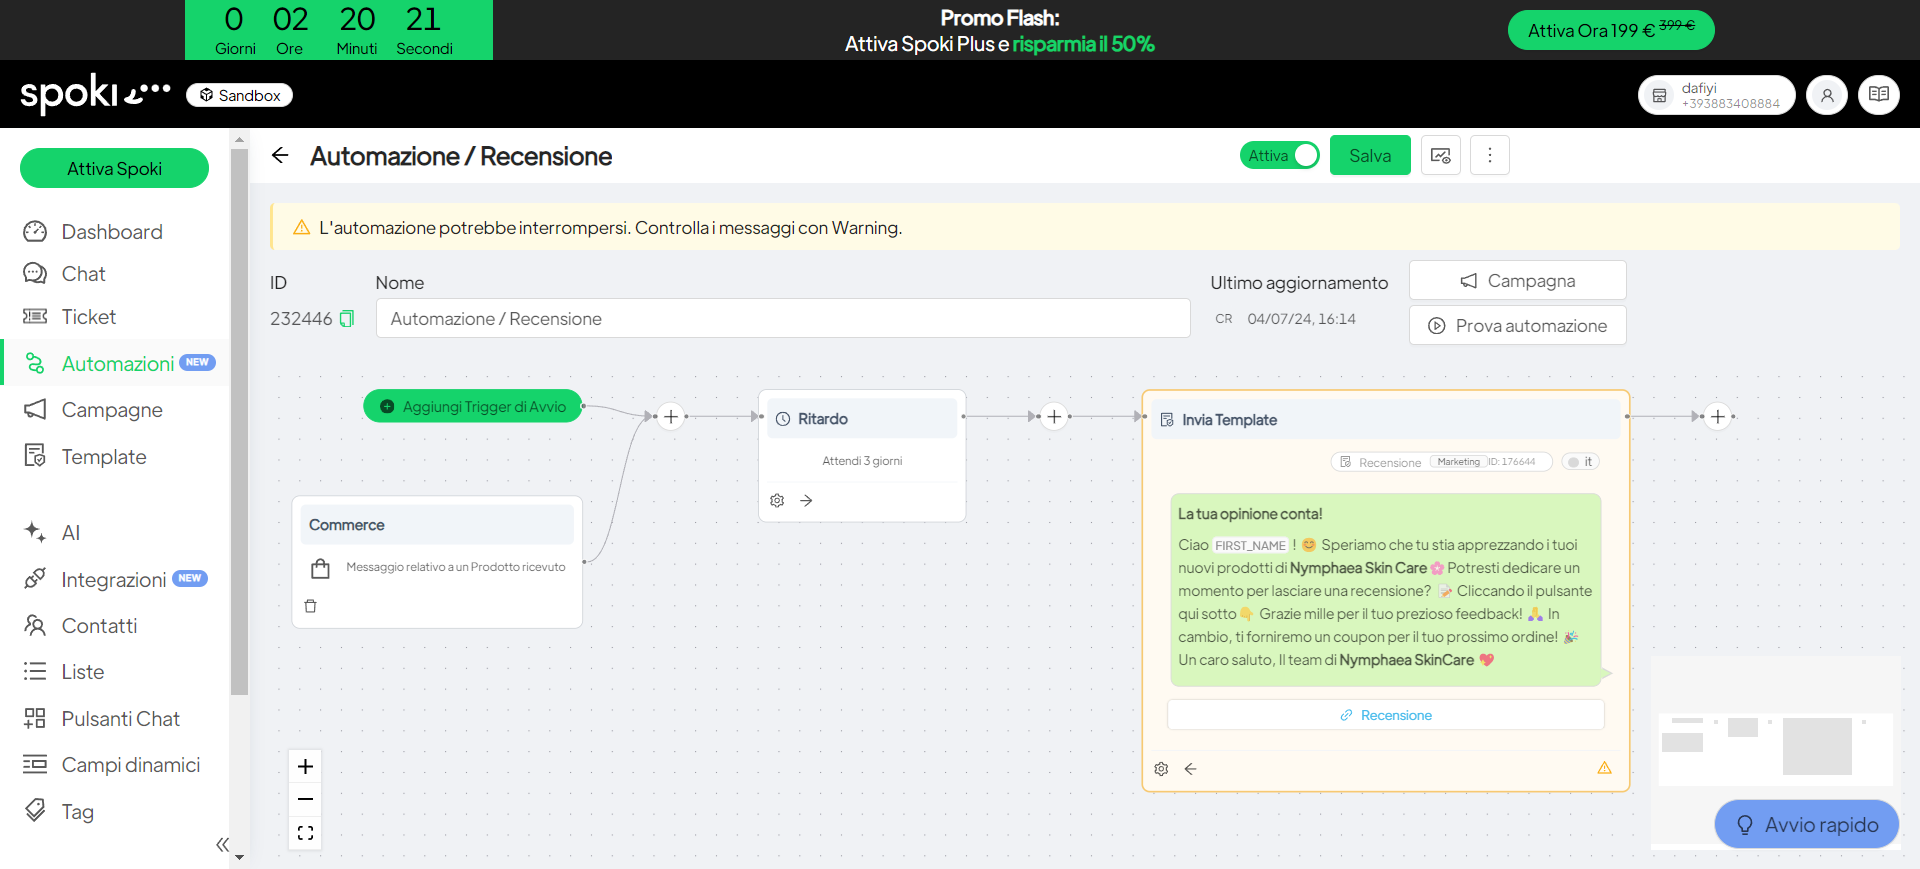 0 02 20 21
Giorni Ore Minuti Secondi
Promo Flash:
Attiva Spoki Plus e risparmia il 50%
Attiva Ora 199 € 399 €
spoki
Sandbox
dafiyi
+393883408884
Attiva Spoki
Dashboard
Chat
Ticket
Automazioni NEW
Campagne
Template
AI
Integrazioni NEW
Contatti
Liste
Pulsanti Chat
Campi dinamici
Tag
Automazione / Recensione
Attiva
Salva
L'automazione potrebbe interrompersi. Controlla i messaggi con Warning.
ID
232446
Nome
Automazione / Recensione
Ultimo aggiornamento
CR 04/07/24, 16:14
Campagna
Prova automazione
Aggiungi Trigger di Avvio
Commerce
Messaggio relativo a un Prodotto ricevuto
Ritardo
Attendi 3 giorni
Invia Template
Recensione Marketing ID: 176644 it
La tua opinione conta!
Ciao FIRST_NAME ! 😊 Speriamo che tu stia apprezzando i tuoi
nuovi prodotti di Nymphaea Skin Care 🌸 Potresti dedicare un
momento per lasciare una recensione? 📝 Cliccando il pulsante
qui sotto 👇 Grazie mille per il tuo prezioso feedback! 🙏 In
cambio, ti forniremo un coupon per il tuo prossimo ordine! 🎉
Un caro saluto, Il team di Nymphaea SkinCare 💖
Recensione
Avvio rapido